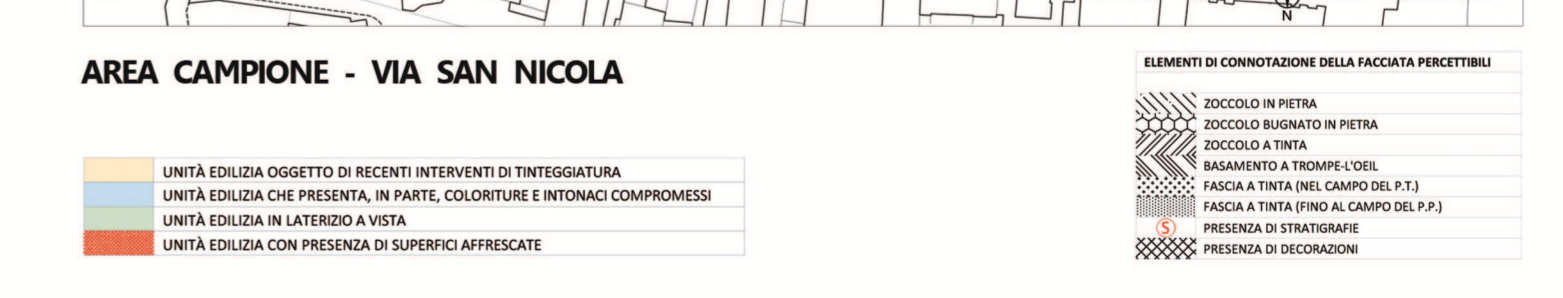 N
AREA CAMPIONE - VIA SAN NICOLA
UNITÀ EDILIZIA OGGETTO DI RECENTI INTERVENTI DI TINTEGGIATURA
UNITÀ EDILIZIA CHE PRESENTA, IN PARTE, COLORITURE E INTONACI COMPROMESSI
UNITÀ EDILIZIA IN LATERIZIO A VISTA
UNITÀ EDILIZIA CON PRESENZA DI SUPERFICI AFFRESCATE
ELEMENTI DI CONNOTAZIONE DELLA FACCIATA PERCETTIBILI
ZOCCOLO IN PIETRA
ZOCCOLO BUGNATO IN PIETRA
ZOCCOLO A TINTA
BASAMENTO A TROMPE-L'OEIL
FASCIA A TINTA (NEL CAMPO DEL P.T.)
FASCIA A TINTA (FINO AL CAMPO DEL P.P.)
S PRESENZA DI STRATIGRAFIE
PRESENZA DI DECORAZIONI